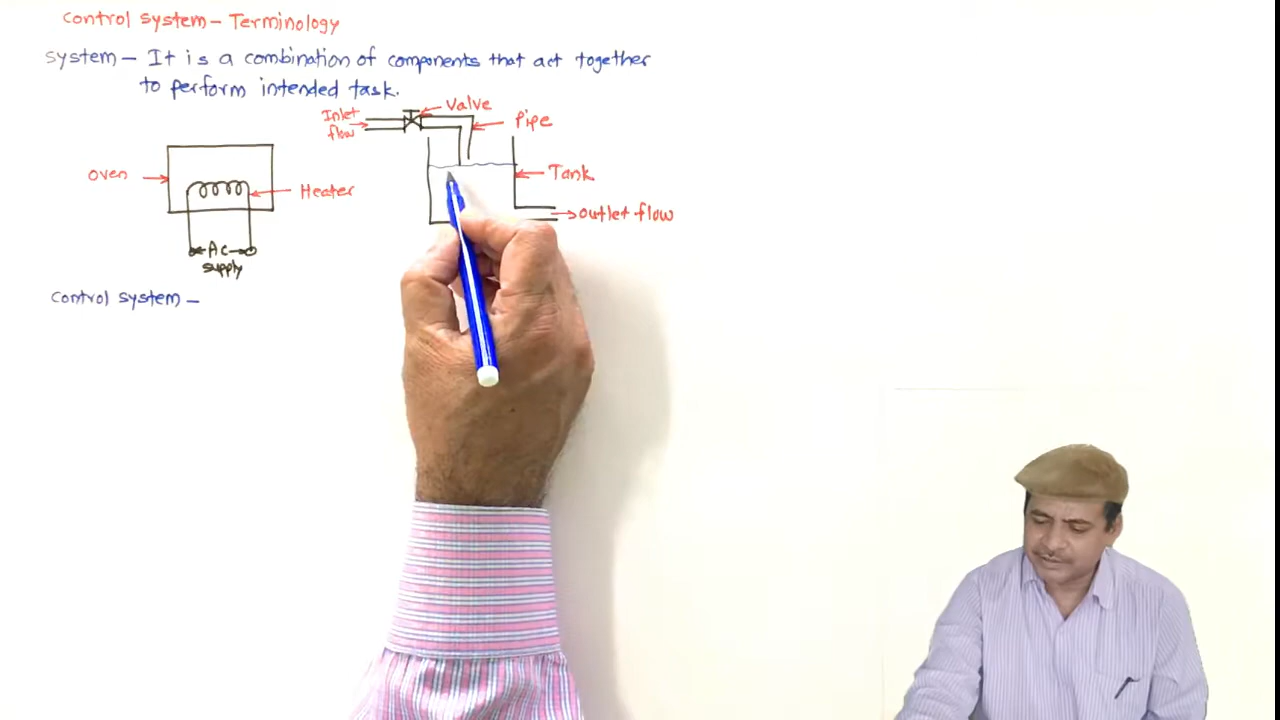 control system - Terminology
system - It is a combination of components that act together
to perform intended task.
Inlet
flow
Valve
Pipe
Tank
outlet flow
oven
Heater
AC
supply
control system -